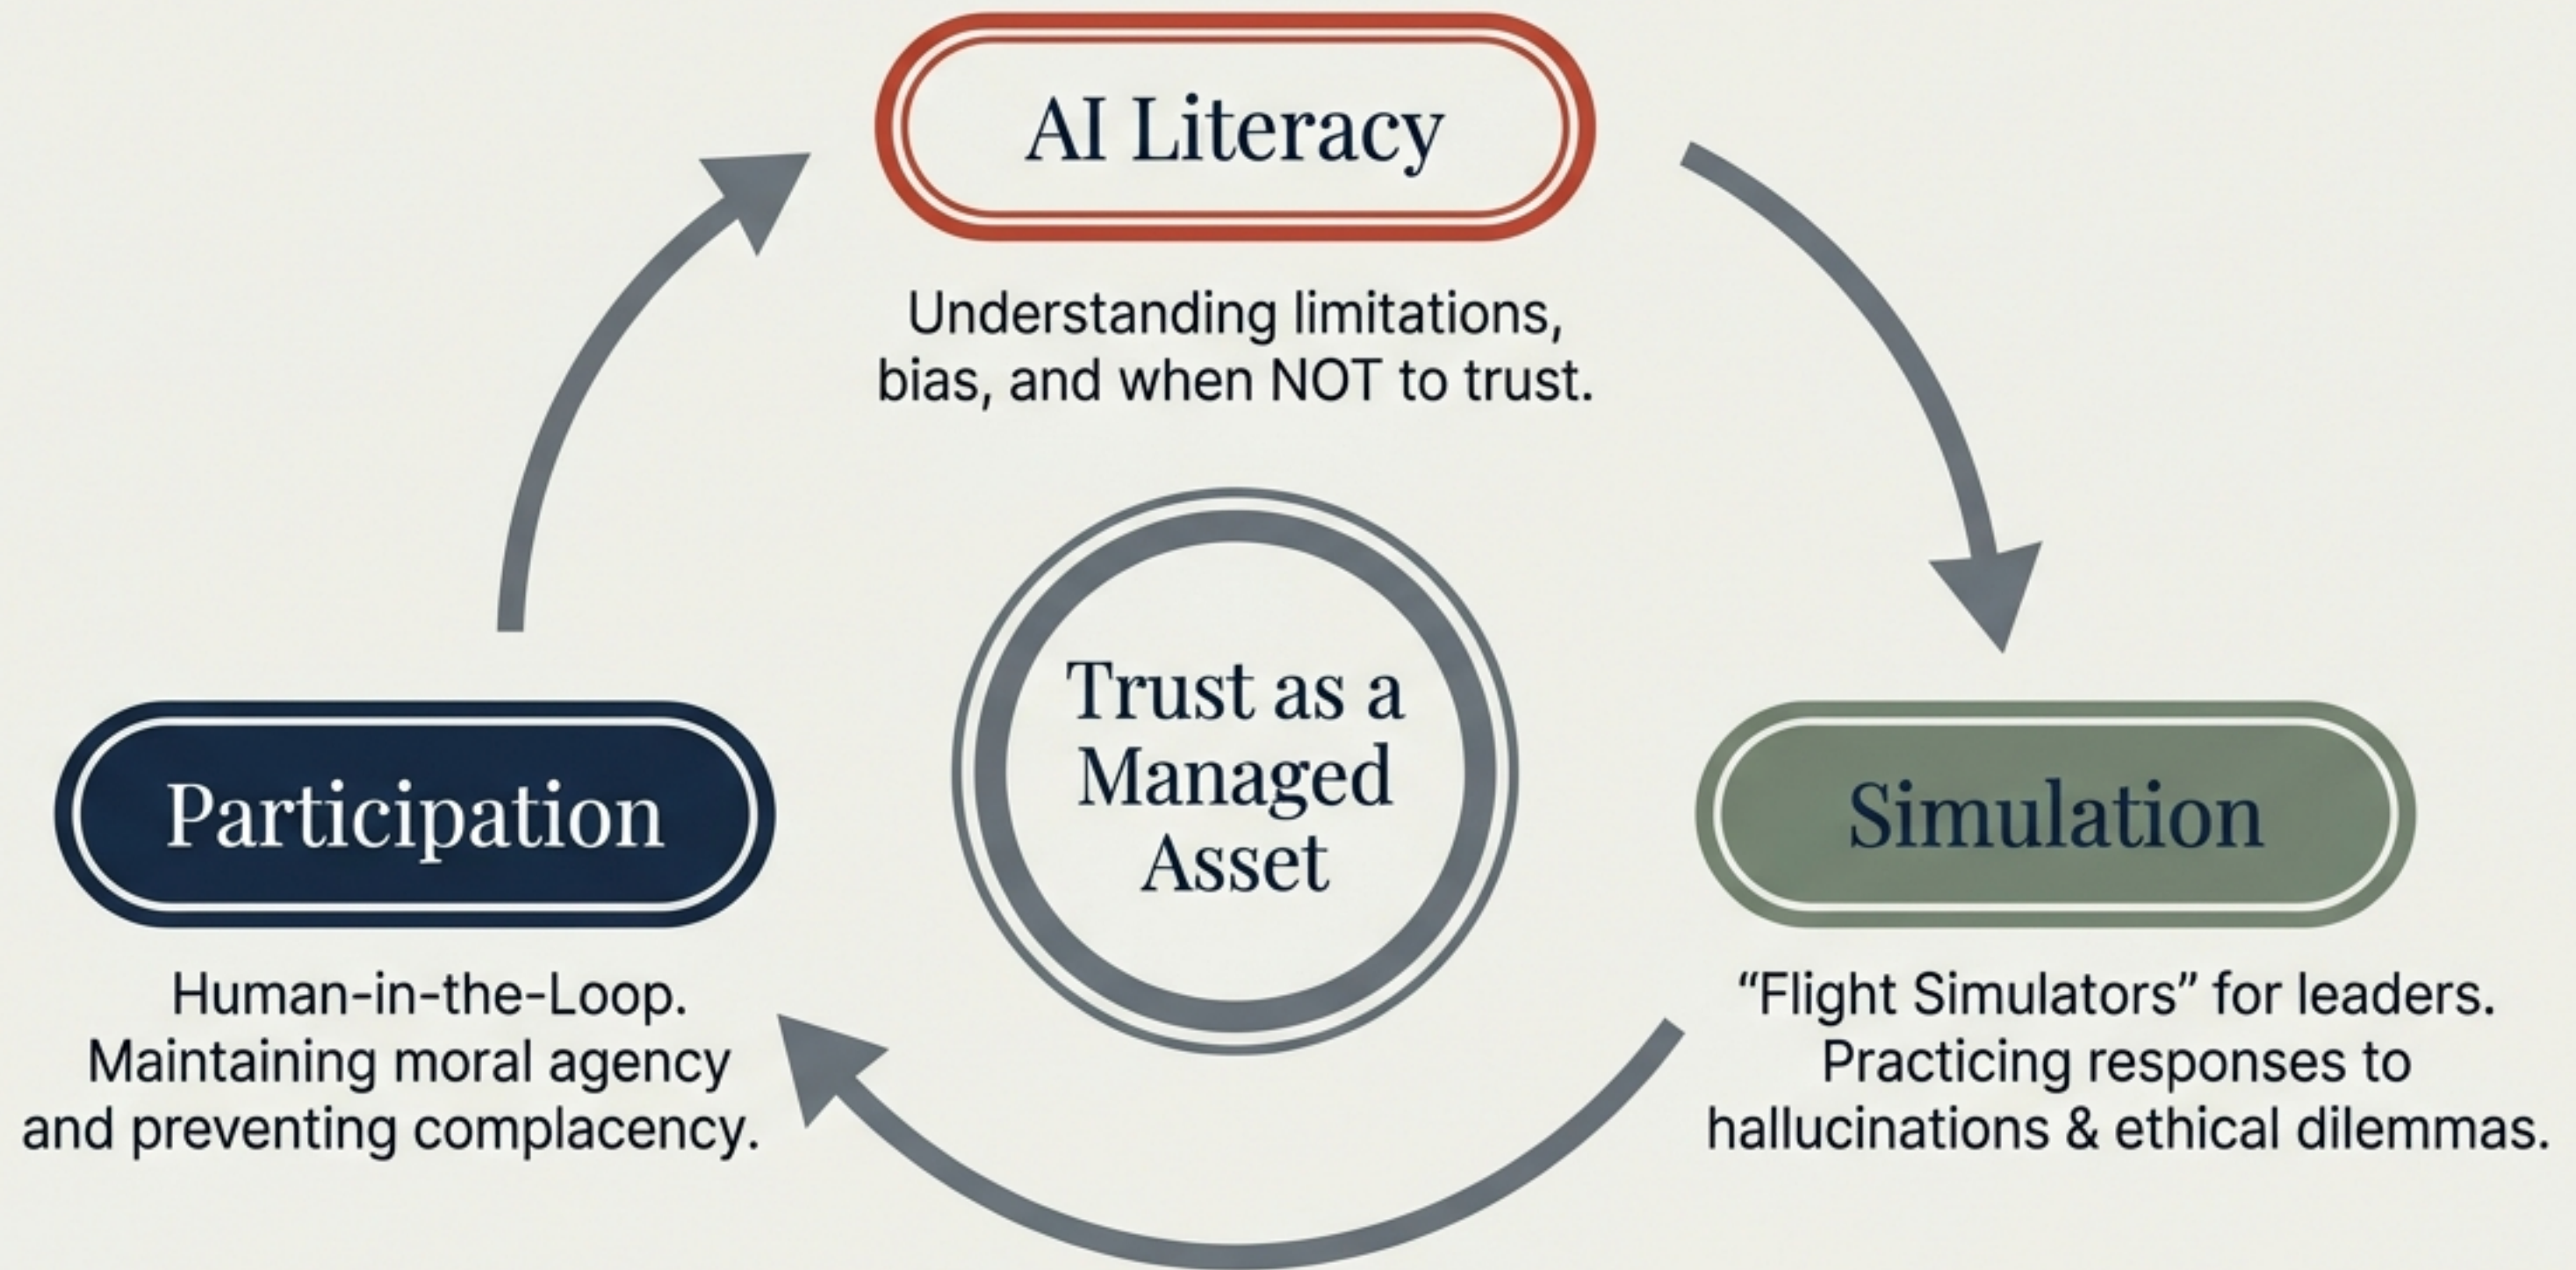 AI Literacy
Understanding limitations,
bias, and when NOT to trust.
Trust as a
Managed
Asset
Participation
Human-in-the-Loop.
Maintaining moral agency
and preventing complacency.
Simulation
“Flight Simulators” for leaders.
Practicing responses to
hallucinations & ethical dilemmas.